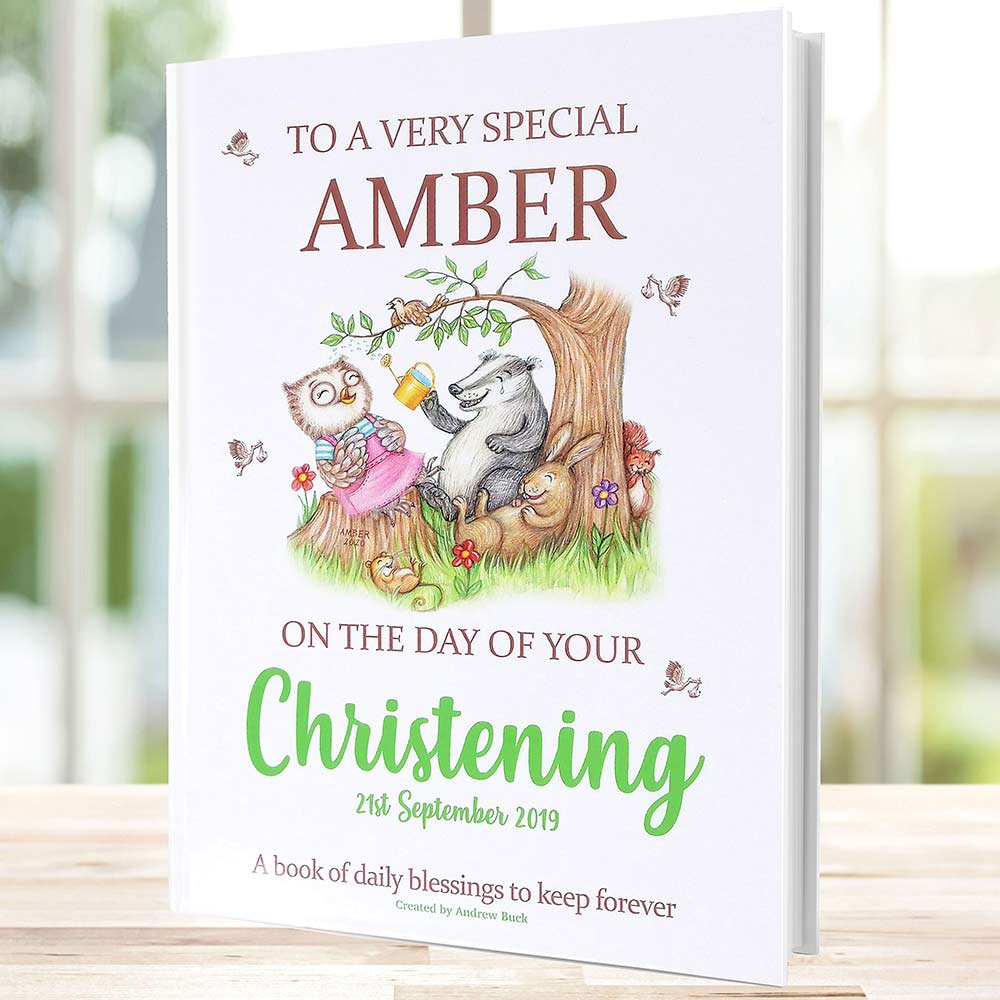 TO A VERY SPECIAL
AMBER
AMBER
2020
ON THE DAY OF YOUR
Christening
21st September 2019
A book of daily blessings to keep forever
Created by Andrew Buck